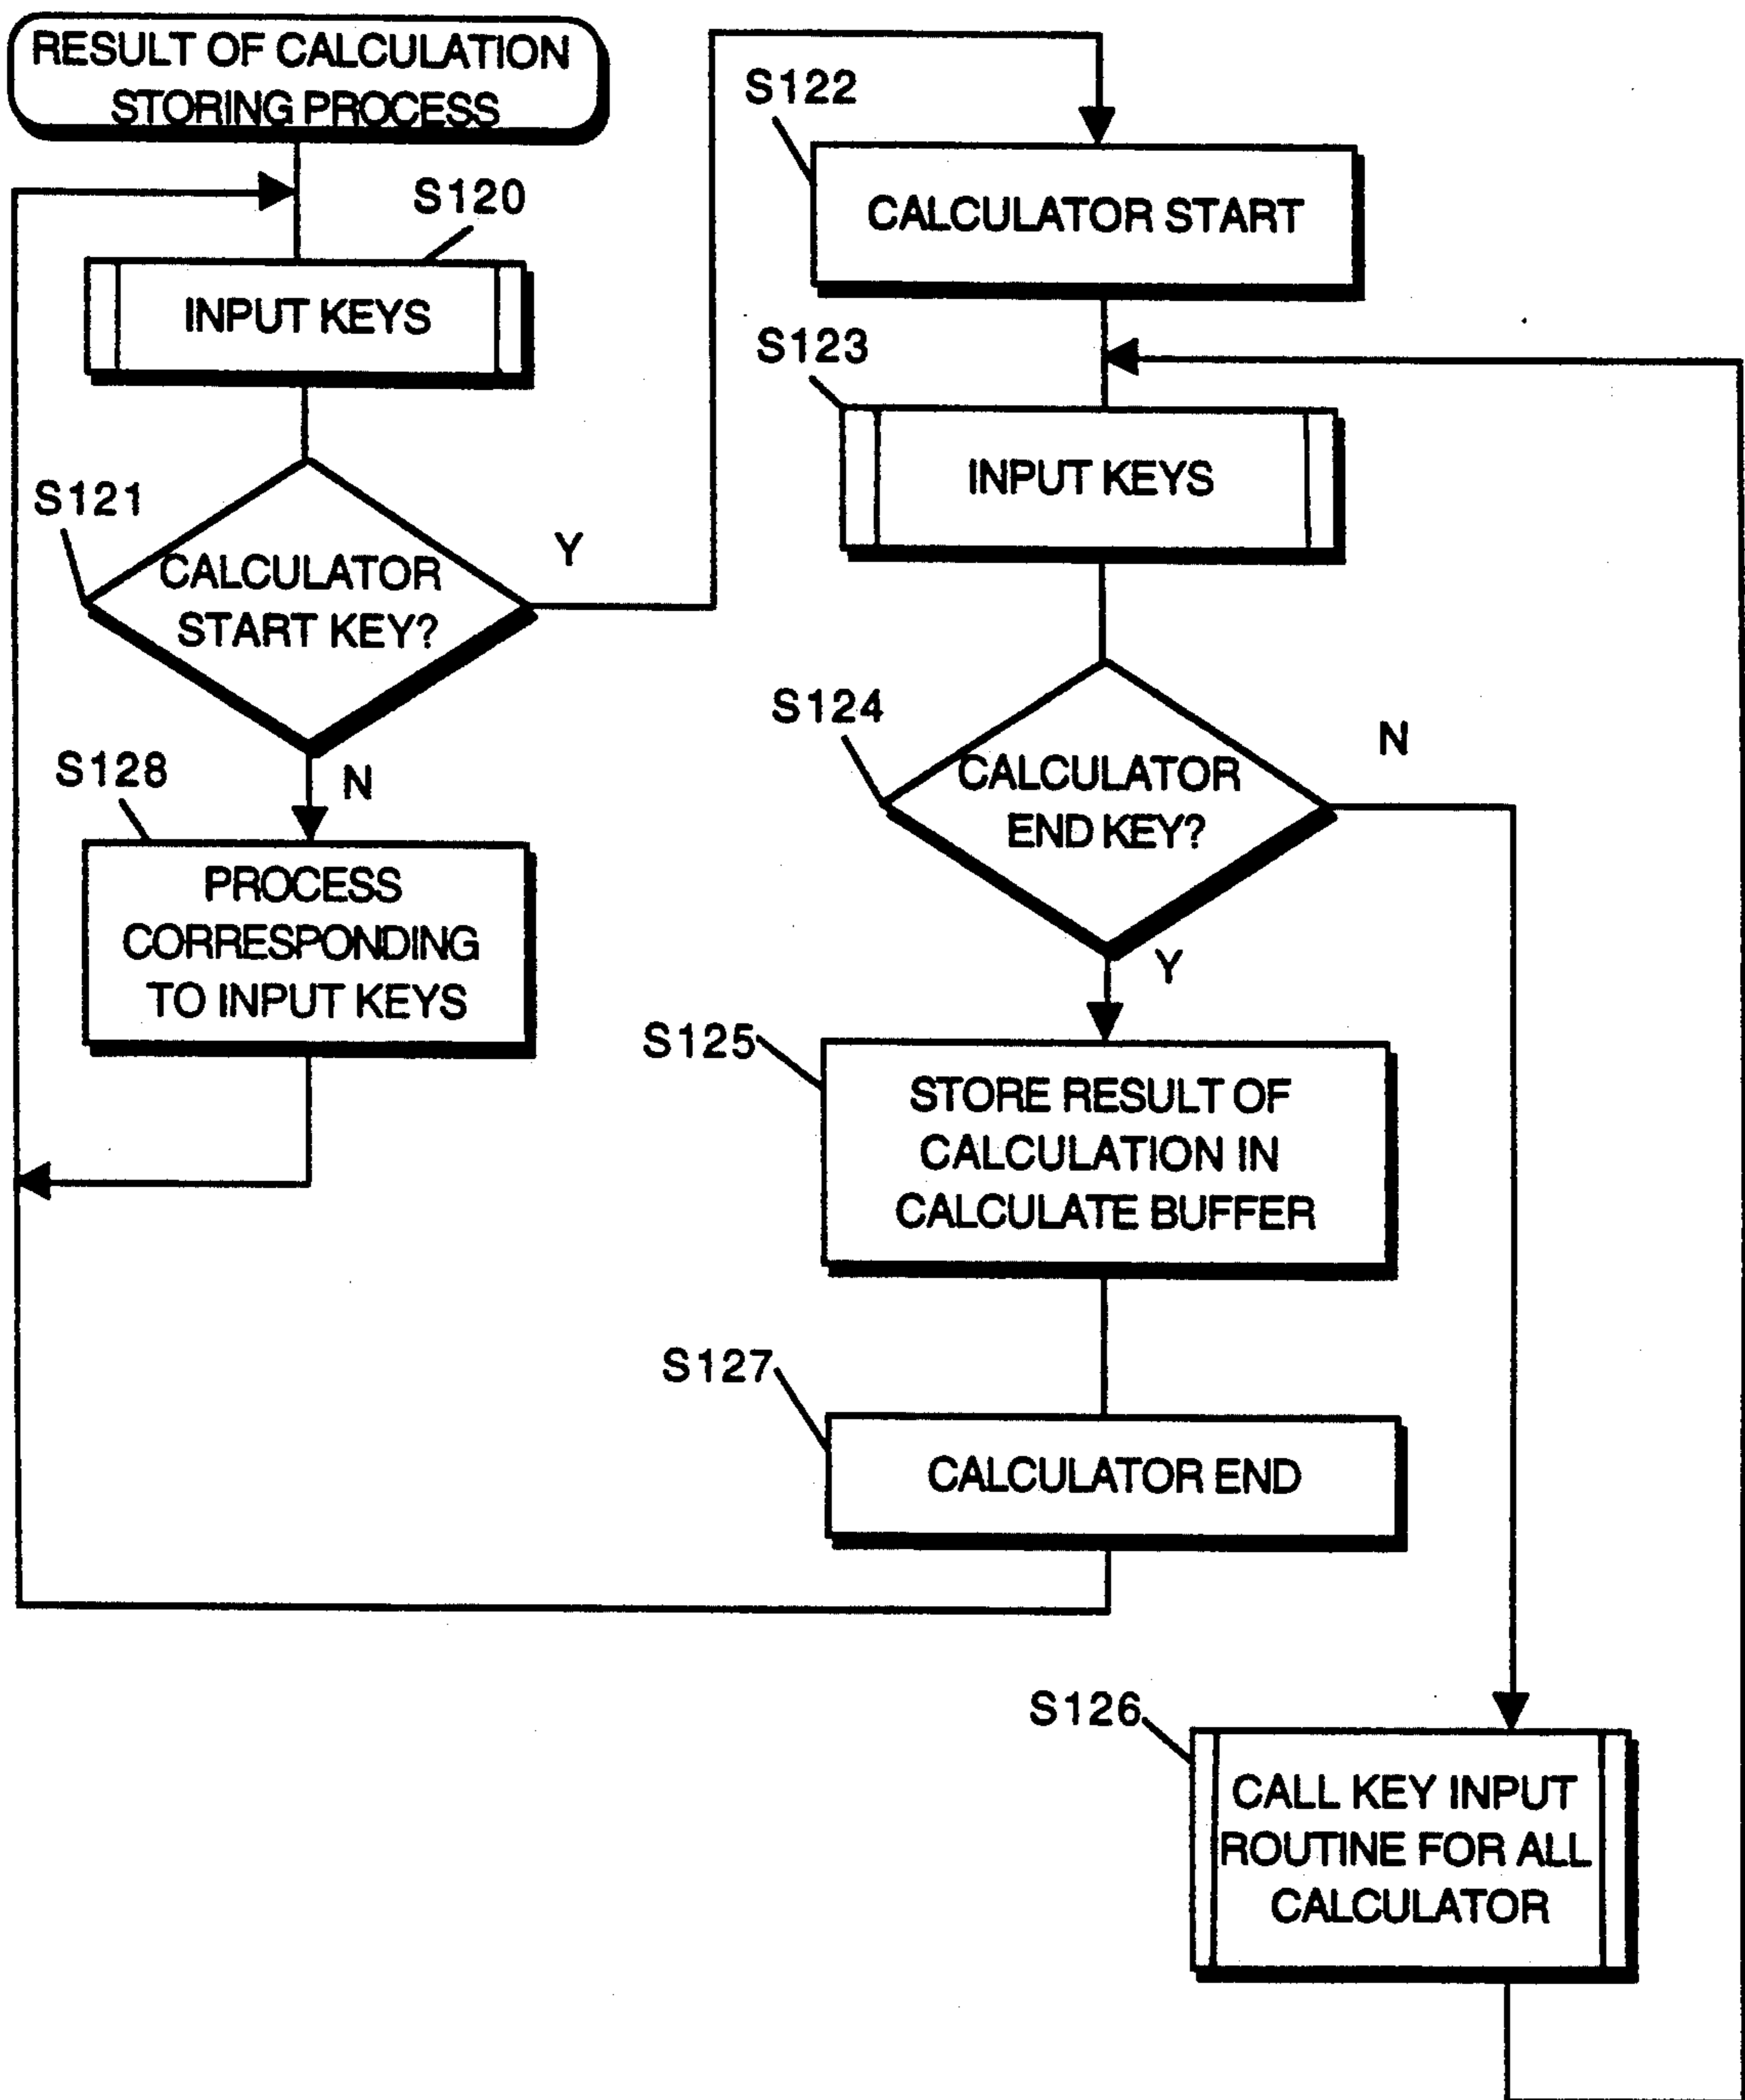 RESULT OF CALCULATION
STORING PROCESS
S120
INPUT KEYS
S121
CALCULATOR
START KEY?
Y
N
S128
PROCESS
CORRESPONDING
TO INPUT KEYS
S122
CALCULATOR START
S123
INPUT KEYS
S124
CALCULATOR
END KEY?
N
Y
S125
STORE RESULT OF
CALCULATION IN
CALCULATE BUFFER
S127
CALCULATOR END
S126
CALL KEY INPUT
ROUTINE FOR ALL
CALCULATOR